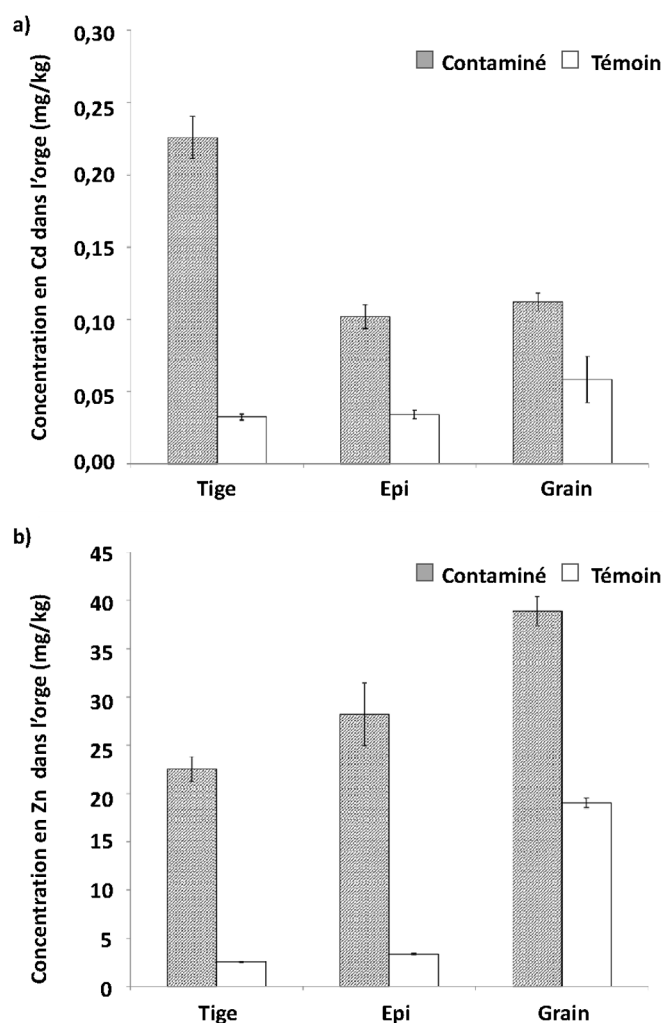 a)
Concentration en Cd dans l'orge (mg/kg)
0,30
0,25
0,20
0,15
0,10
0,05
0,00
Contaminé
Témoin
Tige
Epi
Grain
b)
Concentration en Zn dans l'orge (mg/kg)
45
40
35
30
25
20
15
10
5
0
Contaminé
Témoin
Tige
Epi
Grain